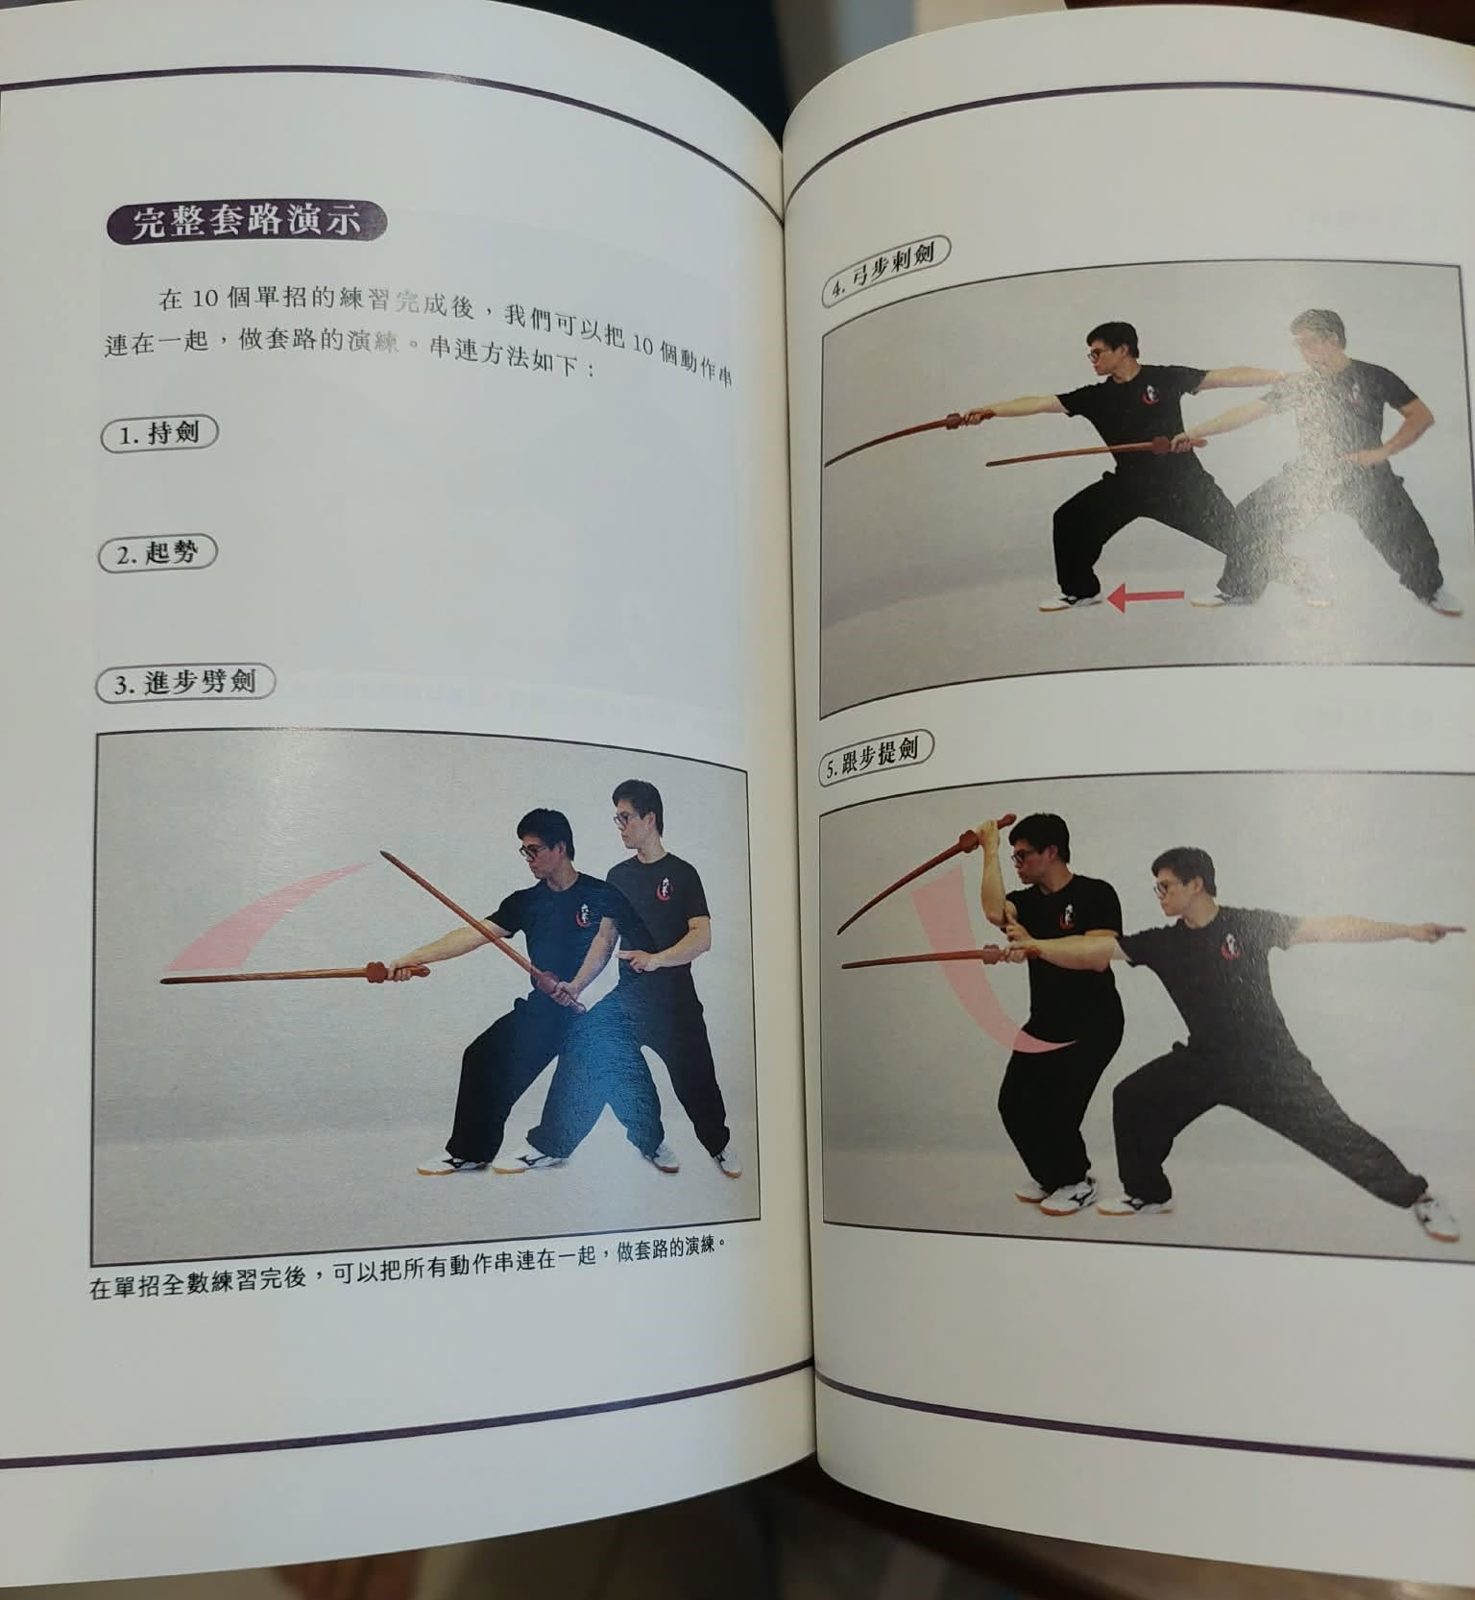 完整套路演示
在 10 個單招的練習完成後，我們可以把 10 個動作串
連在一起，做套路的演練。串連方法如下：
1. 持劍
2. 起勢
3. 進步劈劍
在單招全數練習完後，可以把所有動作串連在一起，做套路的演練。
4. 弓步刺劍
5. 跟步提劍